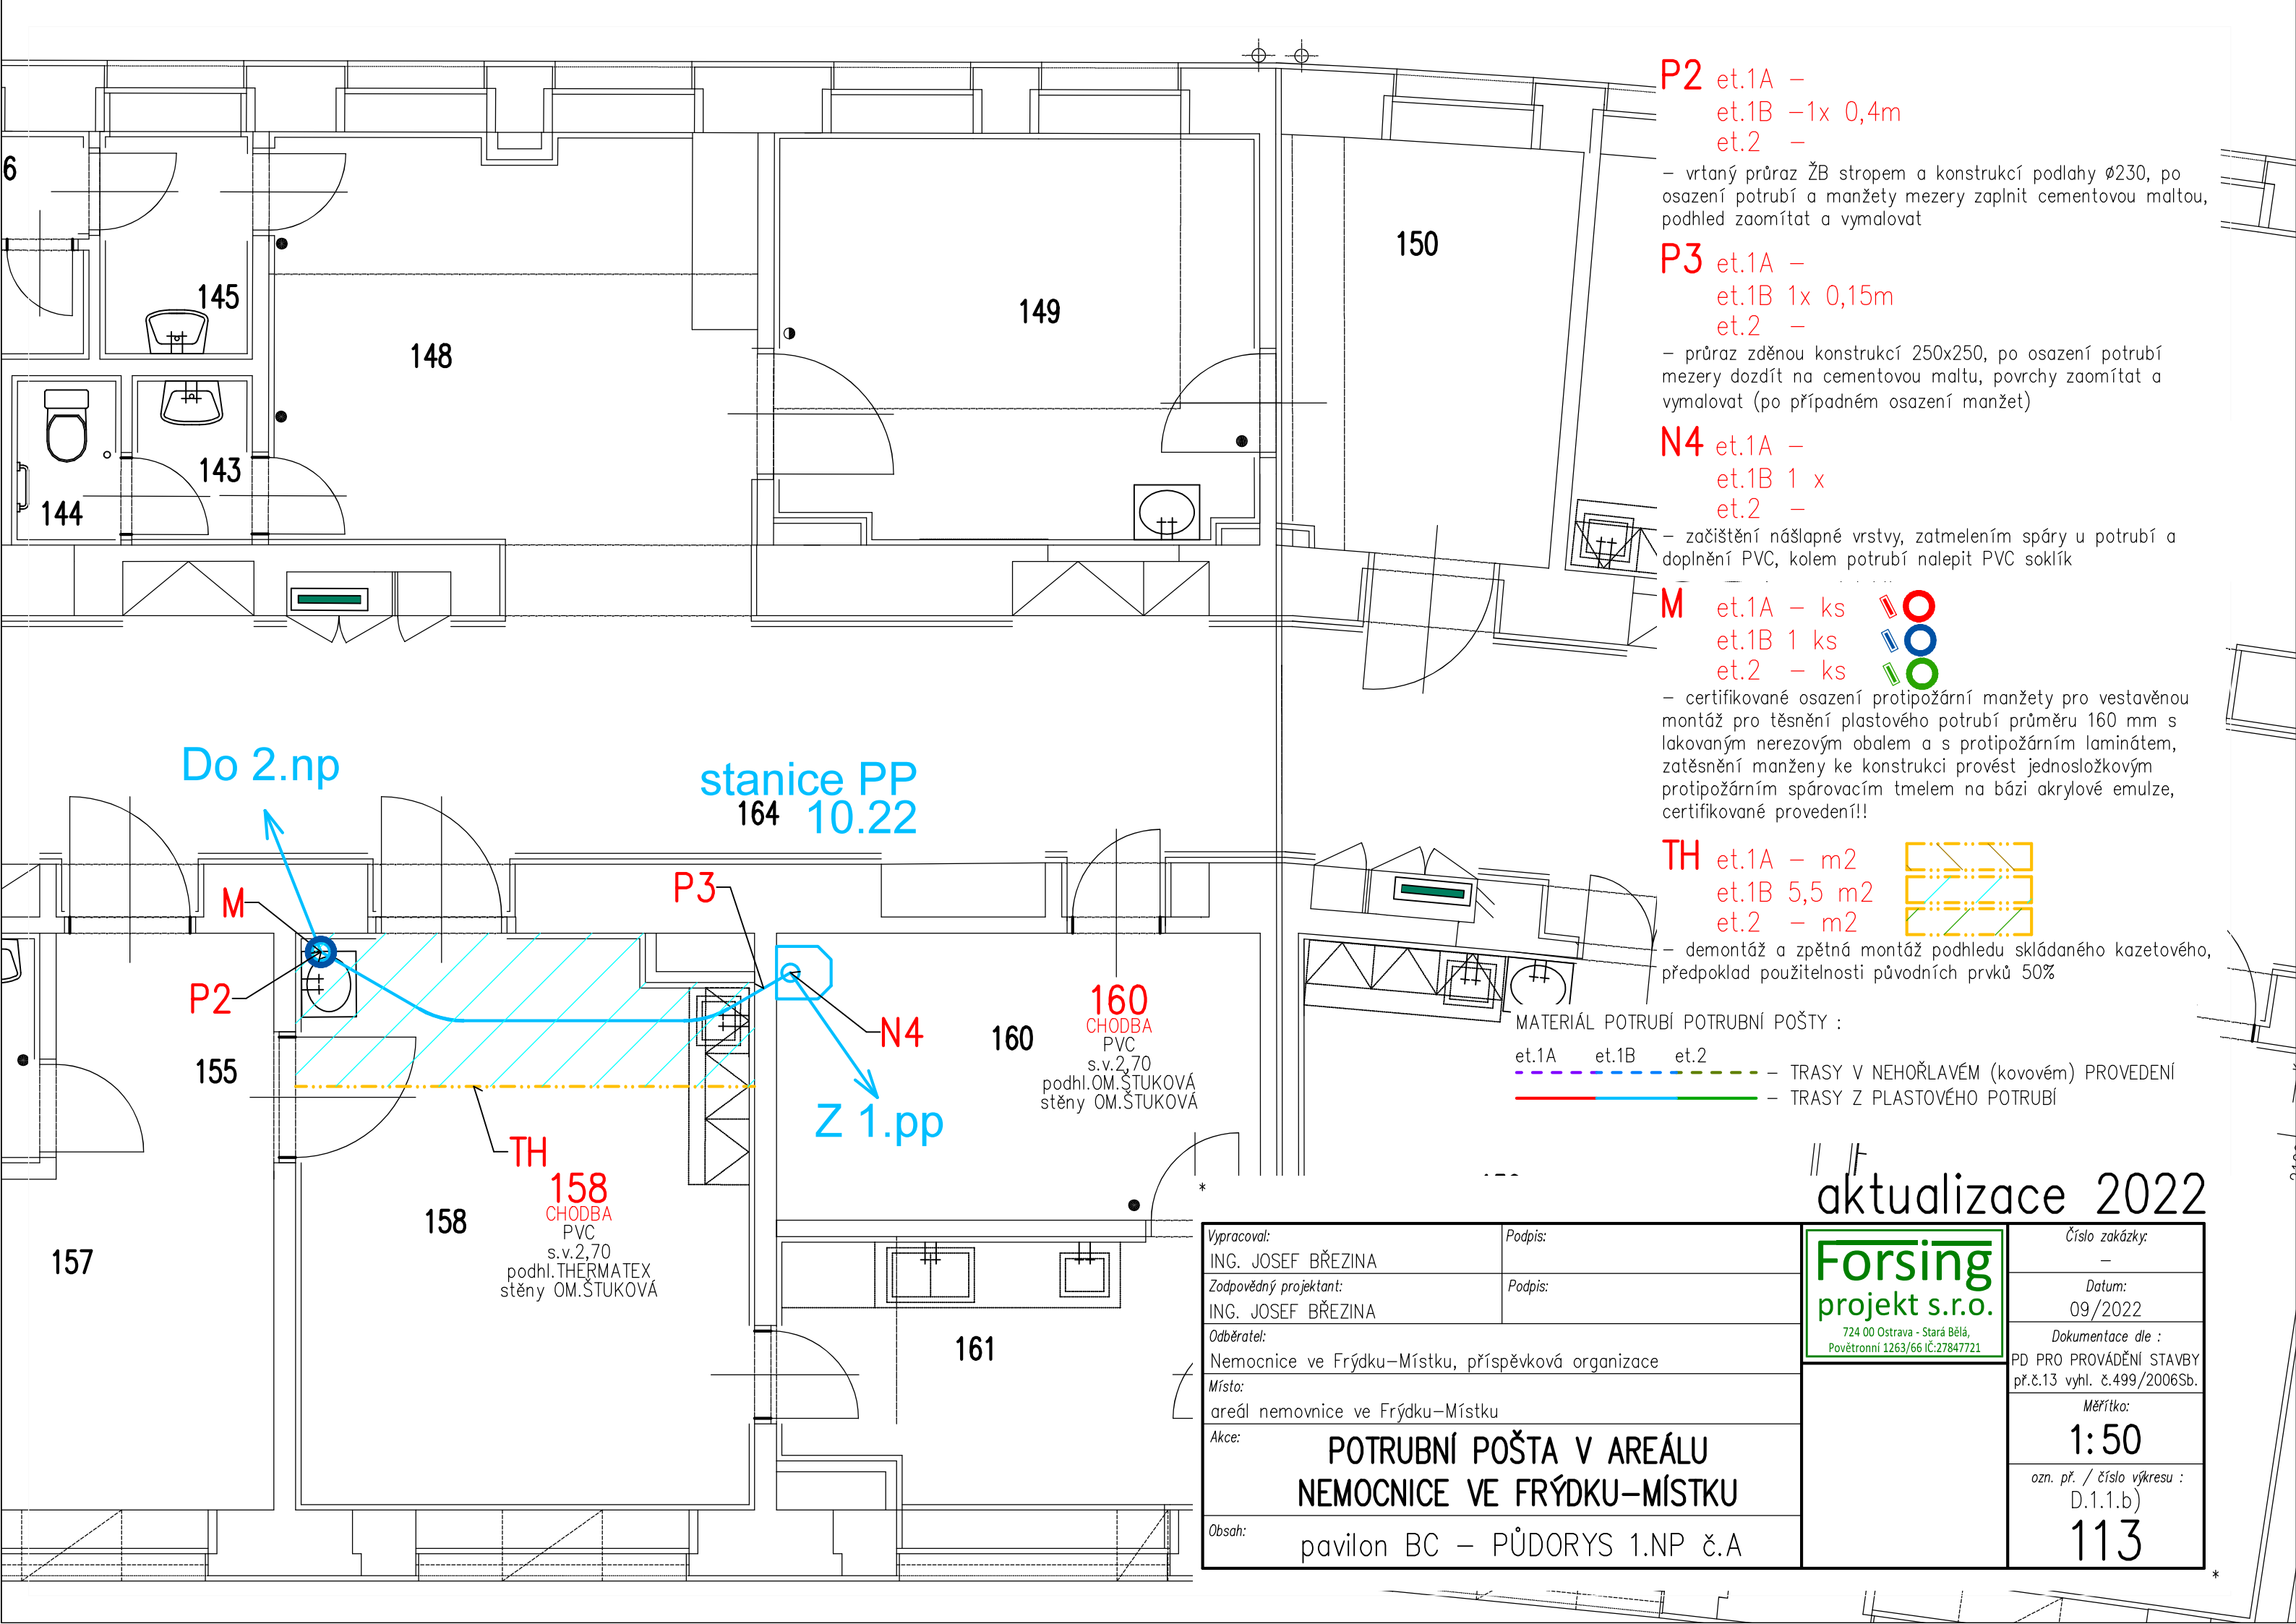 P2 et.1A –
et.1B –1x 0,4m
et.2 –
– vrtaný průraz ŽB stropem a konstrukcí podlahy ø230, po
osazení potrubí a manžety mezery zaplnit cementovou maltou,
podhled zaomítat a vymalovat
P3 et.1A –
et.1B 1x 0,15m
et.2 –
– průraz zděnou konstrukcí 250x250, po osazení potrubí
mezery dozdít na cementovou maltu, povrchy zaomítat a
vymalovat (po případném osazení manžet)
N4 et.1A –
et.1B 1 x
et.2 –
– začištění nášlapné vrstvy, zatmelením spáry u potrubí a
doplnění PVC, kolem potrubí nalepit PVC soklík
M et.1A – ks
et.1B 1 ks
et.2 – ks
– certifikované osazení protipožární manžety pro vestavěnou
montáž pro těsnění plastového potrubí průměru 160 mm s
lakovaným nerezovým obalem a s protipožárním laminátem,
zatěsnění manženy ke konstrukci provést jednosložkovým
protipožárním spárovacím tmelem na bázi akrylové emulze,
certifikované provedení!!
TH et.1A – m2
et.1B 5,5 m2
et.2 – m2
– demontáž a zpětná montáž podhledu skládaného kazetového,
předpoklad použitelnosti původních prvků 50%
MATERIÁL POTRUBÍ POTRUBNÍ POŠTY :
et.1A et.1B et.2
– TRASY V NEHOŘLAVÉM (kovovém) PROVEDENÍ
– TRASY Z PLASTOVÉHO POTRUBÍ
6
145
148
149
150
143
144
Do 2.np
stanice PP
164 10.22
M
P3
P2
N4
155
160
160
CHODBA
PVC
s.v.2,70
podhl.OM.ŠTUKOVÁ
stěny OM.ŠTUKOVÁ
Z 1.pp
TH
158
158
CHODBA
PVC
s.v.2,70
podhl.THERMATEX
stěny OM.ŠTUKOVÁ
157
161
aktualizace 2022
Vypracoval:
ING. JOSEF BŘEZINA
Podpis:
Zodpovědný projektant:
ING. JOSEF BŘEZINA
Podpis:
Odběratel:
Nemocnice ve Frýdku–Místku, příspěvková organizace
Místo:
areál nemovnice ve Frýdku–Místku
Akce:
POTRUBNÍ POŠTA V AREÁLU
NEMOCNICE VE FRÝDKU–MÍSTKU
Obsah:
pavilon BC – PŮDORYS 1.NP č.A
Forsing
projekt s.r.o.
724 00 Ostrava - Stará Bělá,
Povětronní 1263/66 IČ:27847721
Číslo zakázky:
–
Datum:
09/2022
Dokumentace dle :
PD PRO PROVÁDĚNÍ STAVBY
př.č.13 vyhl. č.499/2006Sb.
Měřítko:
1:50
ozn. př. / číslo výkresu :
D.1.1.b)
113